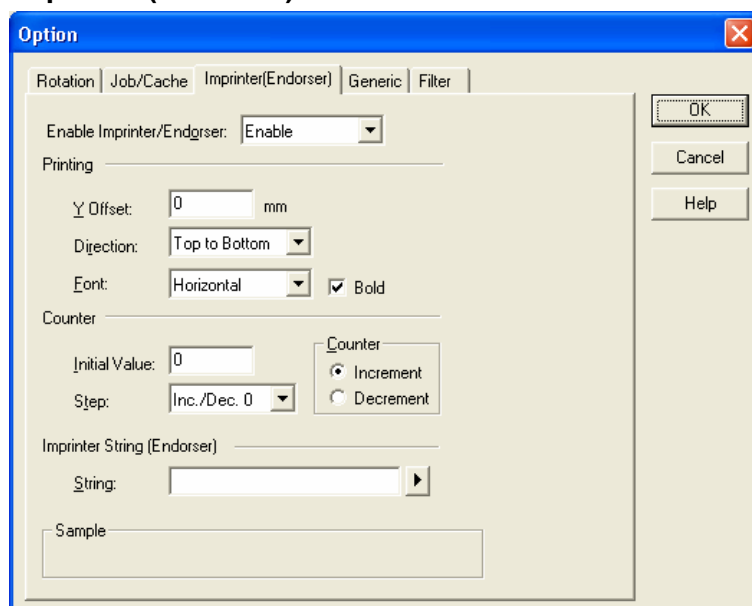 Option
Rotation Job/Cache Imprinter(Endorser) Generic Filter
OK
Enable Imprinter/Endorser: Enable
Cancel
Printing
Help
Y Offset: 0 mm
Direction: Top to Bottom
Font: Horizontal Bold
Counter
Counter
Initial Value: 0
Increment
Step: Inc./Dec. 0
Decrement
Imprinter String (Endorser)
String:
Sample